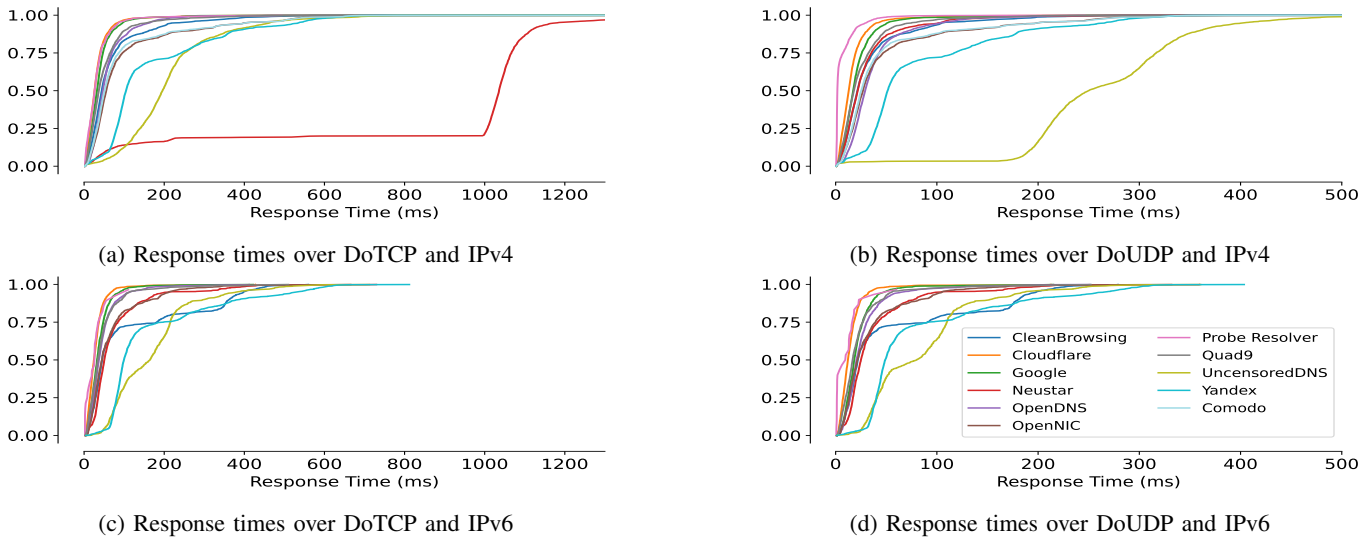 1.00
0.75
0.50
0.25
0.00
0 200 400 600 800 1000 1200
Response Time (ms)
(a) Response times over DoTCP and IPv4
1.00
0.75
0.50
0.25
0.00
0 100 200 300 400 500
Response Time (ms)
(b) Response times over DoUDP and IPv4
1.00
0.75
0.50
0.25
0.00
0 200 400 600 800 1000 1200
Response Time (ms)
(c) Response times over DoTCP and IPv6
1.00
0.75
0.50
0.25
0.00
CleanBrowsing
Cloudflare
Google
Neustar
OpenDNS
OpenNIC
Probe Resolver
Quad9
UncensoredDNS
Yandex
Comodo
0 100 200 300 400 500
Response Time (ms)
(d) Response times over DoUDP and IPv6